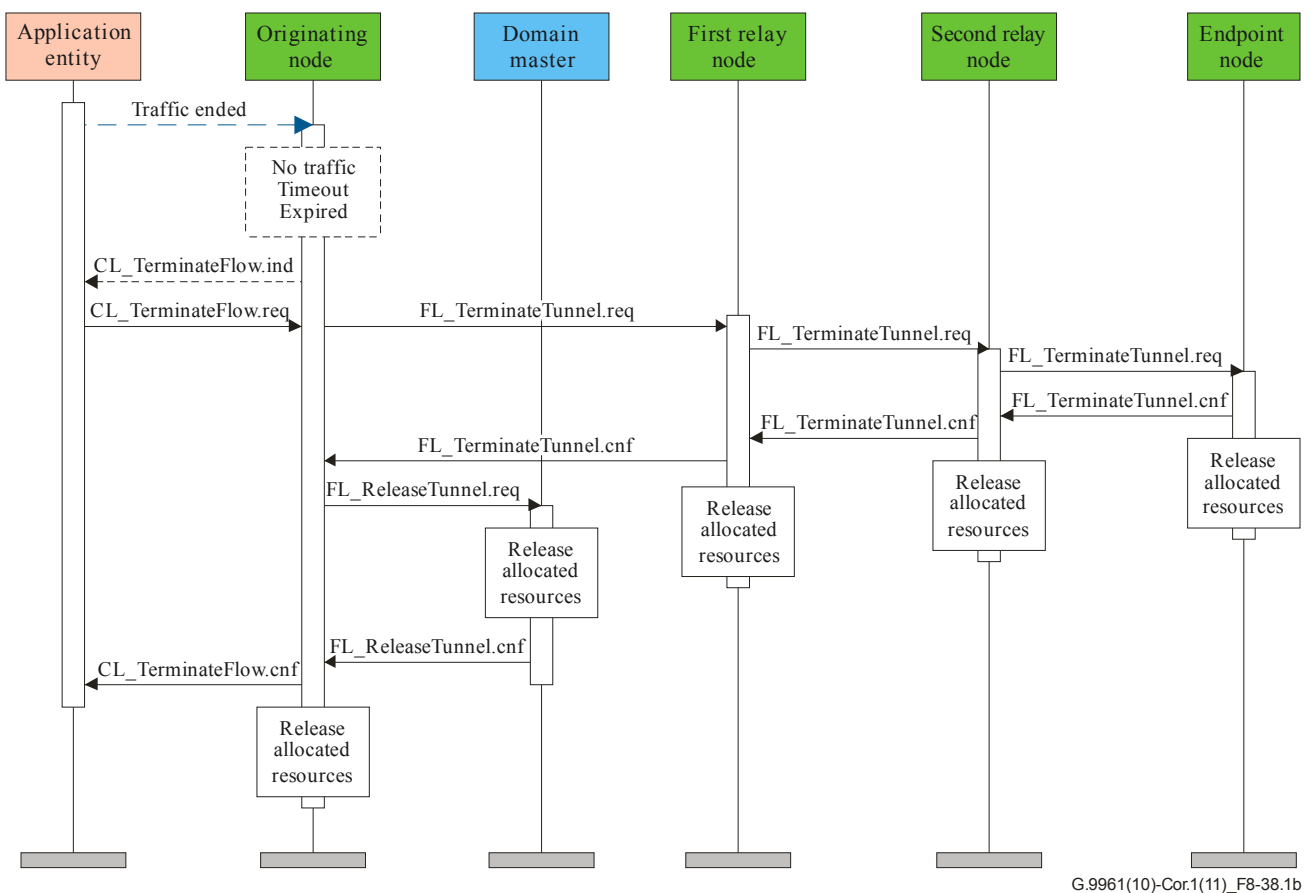 Application
entity
Originating
node
Domain
master
First relay
node
Second relay
node
Endpoint
node
Traffic ended
No traffic
Timeout
Expired
CL_TerminateFlow.ind
CL_TerminateFlow.req
FL_TerminateTunnel.req
FL_TerminateTunnel.req
FL_TerminateTunnel.req
FL_TerminateTunnel.cnf
FL_TerminateTunnel.cnf
FL_TerminateTunnel.cnf
Release
allocated
resources
Release
allocated
resources
FL_ReleaseTunnel.req
Release
allocated
resources
Release
allocated
resources
FL_ReleaseTunnel.cnf
CL_TerminateFlow.cnf
Release
allocated
resources
G.9961(10)-Cor.1(11)_F8-38.1b